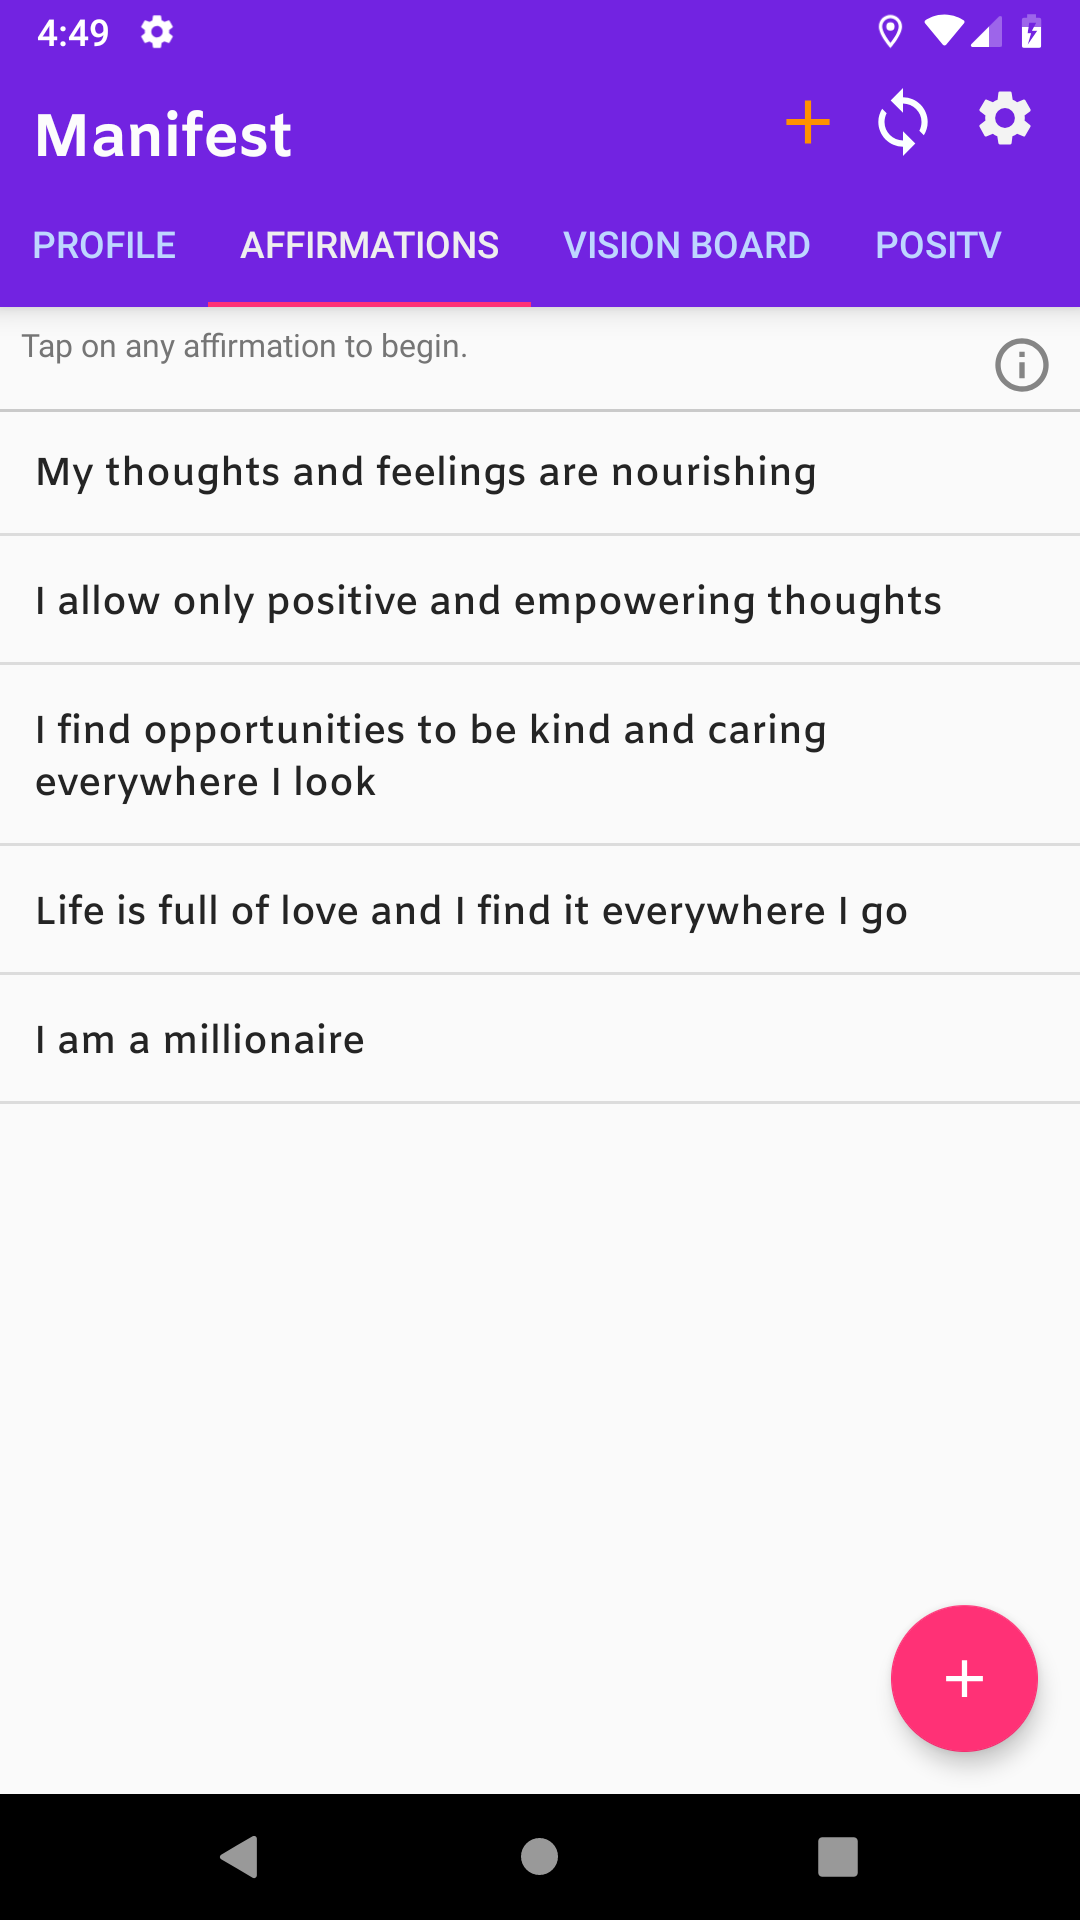 4:49
Manifest
PROFILE AFFIRMATIONS VISION BOARD POSITV
Tap on any affirmation to begin.
My thoughts and feelings are nourishing
I allow only positive and empowering thoughts
I find opportunities to be kind and caring
everywhere I look
Life is full of love and I find it everywhere I go
I am a millionaire